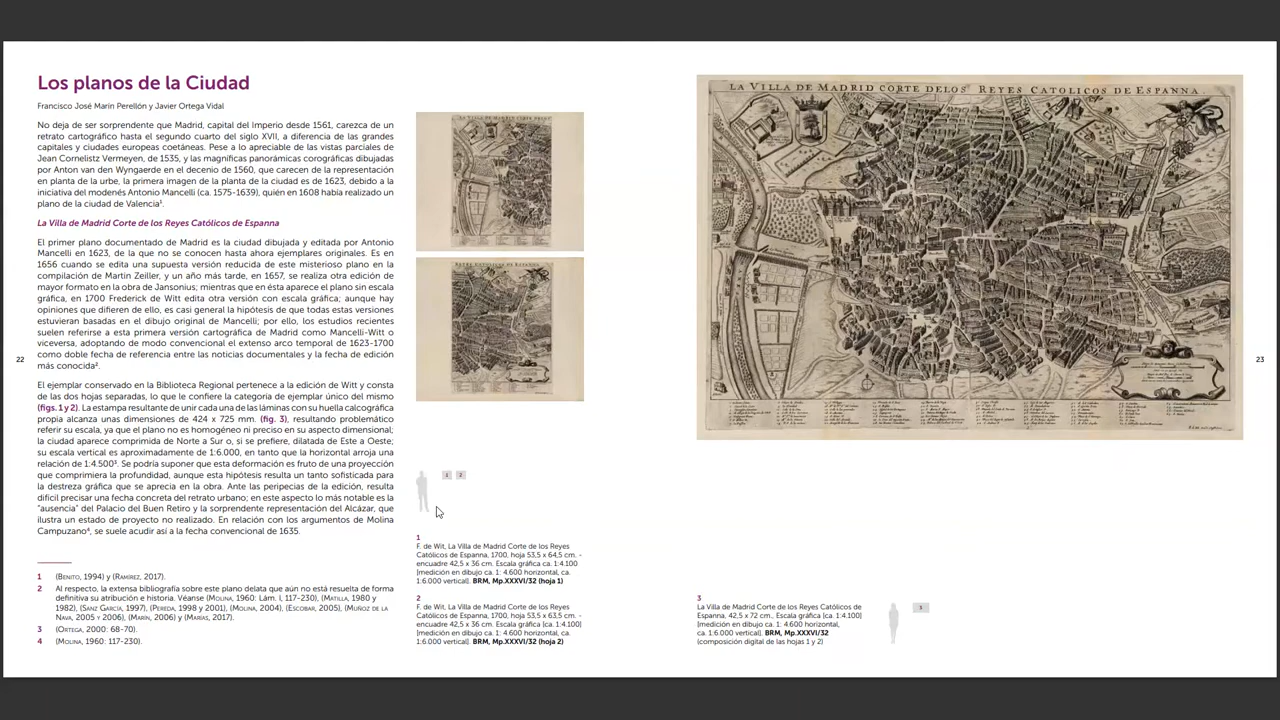 Los planos de la Ciudad
Francisco José Marín Perellón y Javier Ortega Vidal
No deja de ser sorprendente que Madrid, capital del Imperio desde 1561, carezca de un
retrato cartográfico hasta el segundo cuarto del siglo XVII, a diferencia de las grandes
capitales y ciudades europeas coetáneas. Pese a lo apreciable de las vistas parciales de
Jean Cornelistz Vermeyen, de 1535, y las magníficas panorámicas corográficas dibujadas
por Anton van den Wyngaerde en el decenio de 1560, que carecen de la representación
en planta de la urbe, la primera imagen de la planta de la ciudad es de 1623, debido a la
iniciativa del modenés Antonio Mancelli (ca. 1575-1639), quién en 1608 había realizado un
plano de la ciudad de Valencia¹.
La Villa de Madrid Corte de los Reyes Católicos de Espanna
El primer plano documentado de Madrid es la ciudad dibujada y editada por Antonio
Mancelli en 1623, de la que no se conocen hasta ahora ejemplares originales. Es en
1656 cuando se edita una supuesta versión reducida de este misterioso plano en la
compilación de Martin Zeiller, y un año más tarde, en 1657, se realiza otra edición de
mayor formato en la obra de Jansonius; mientras que en ésta aparece el plano sin escala
gráfica, en 1700 Frederick de Witt edita otra versión con escala gráfica; aunque hay
opiniones que difieren de ello, es casi general la hipótesis de que todas estas versiones
estuvieran basadas en el dibujo original de Mancelli; por ello, los estudios recientes
suelen referirse a esta primera versión cartográfica de Madrid como Mancelli-Witt o
viceversa, adoptando de modo convencional el extenso arco temporal de 1623-1700
como doble fecha de referencia entre las noticias documentales y la fecha de edición
más conocida².
El ejemplar conservado en la Biblioteca Regional pertenece a la edición de Witt y consta
de las dos hojas separadas, lo que le confiere la categoría de ejemplar único del mismo
(figs. 1 y 2). La estampa resultante de unir cada una de las láminas con su huella calcográfica
propia alcanza unas dimensiones de 424 x 725 mm. (fig. 3), resultando problemático
referir su escala, ya que el plano no es homogéneo ni preciso en su aspecto dimensional;
la ciudad aparece comprimida de Norte a Sur o, si se prefiere, dilatada de Este a Oeste;
su escala vertical es aproximadamente de 1:6.000, en tanto la horizontal arroja una
relación de 1:4.500³. Se podría suponer que esta deformación es fruto de una proyección
que comprimiera la profundidad, aunque esta hipótesis resulta un tanto sofisticada para
la destreza gráfica que se aprecia en la obra. Ante las peripecias de la edición, resulta
difícil precisar una fecha concreta del retrato urbano; en este aspecto lo más notable es la
"ausencia" del Palacio del Buen Retiro y la sorprendente representación del Alcázar, que
ilustra un estado de proyecto no realizado. En relación con los argumentos de Molina
Campuzano⁴, se suele acudir así a la fecha convencional de 1635.
1 (Benito, 1994) y (Ramírez, 2017).
2 Al respecto, la extensa bibliografía sobre este plano delata que aún no está resuelta de forma
definitiva su atribución e historia. Véanse (Molina, 1960: Lám. I, 117-230), (Matilla, 1980 y
1982), (Sanz García, 1997), (Pereda, 1998 y 2001), (Molina, 2004), (Escobar, 2005), (Muñoz de la
Nava, 2005 y 2006), (Marín, 2006) y (Marías, 2017).
3 (Ortega, 2000: 68-70).
4 (Molina, 1960: 117-230).
22
1 2
1
F. de Wit, La Villa de Madrid Corte de los Reyes
Católicos de Espanna, 1700, hoja 53,5 x 64,5 cm. -
encuadre 42,5 x 36 cm. Escala gráfica ca. 1:4.100
[medición en dibujo ca. 1: 4.600 horizontal, ca.
1:6.000 vertical]. BRM, Mp.XXXVI/32 (hoja 1)
2
F. de Wit, La Villa de Madrid Corte de los Reyes
Católicos de Espanna, 1700, hoja 53,5 x 63,5 cm. -
encuadre 42,5 x 36 cm. Escala gráfica [ca. 1:4.100]
[medición en dibujo ca. 1: 4.600 horizontal, ca.
1:6.000 vertical]. BRM, Mp.XXXVI/32 (hoja 2)
LA VILLA DE MADRID CORTE DELOS REYES CATOLICOS DE ESPANNA.
23
3
La Villa de Madrid Corte de los Reyes Católicos de
Espanna, 42,5 x 72 cm., Escala gráfica [ca. 1:4.100]
[medición en dibujo ca. 1: 4.600 horizontal,
ca. 1:6.000 vertical]. BRM, Mp.XXXVI/32
(composición digital de las hojas 1 y 2)
3